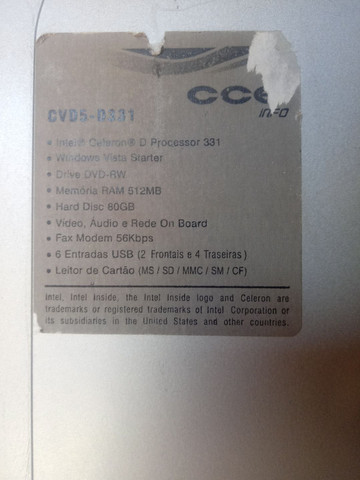 cce
INFO
CVD5-D331
• Intel® Celeron® D Processor 331
• Windows Vista Starter
• Drive DVD-RW
• Memória RAM 512MB
• Hard Disc 80GB
• Video, Audio e Rede On Board
• Fax Modem 56Kbps
• 6 Entradas USB (2 Frontais e 4 Traseiras)
• Leitor de Cartão (MS / SD / MMC / SM / CF)
Intel, Intel Inside, the Intel Inside logo and Celeron are
trademarks or registered trademarks of Intel Corporation or
its subsidiaries in the United States and other countries.